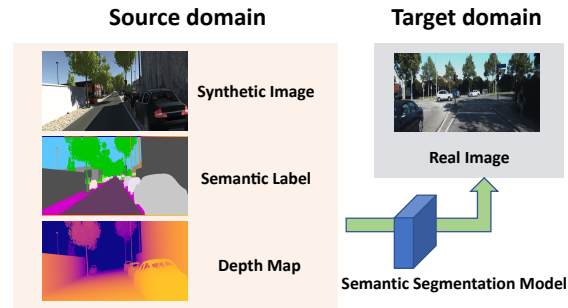 Source domain
Target domain
Synthetic Image
Semantic Label
Depth Map
Real Image
Semantic Segmentation Model